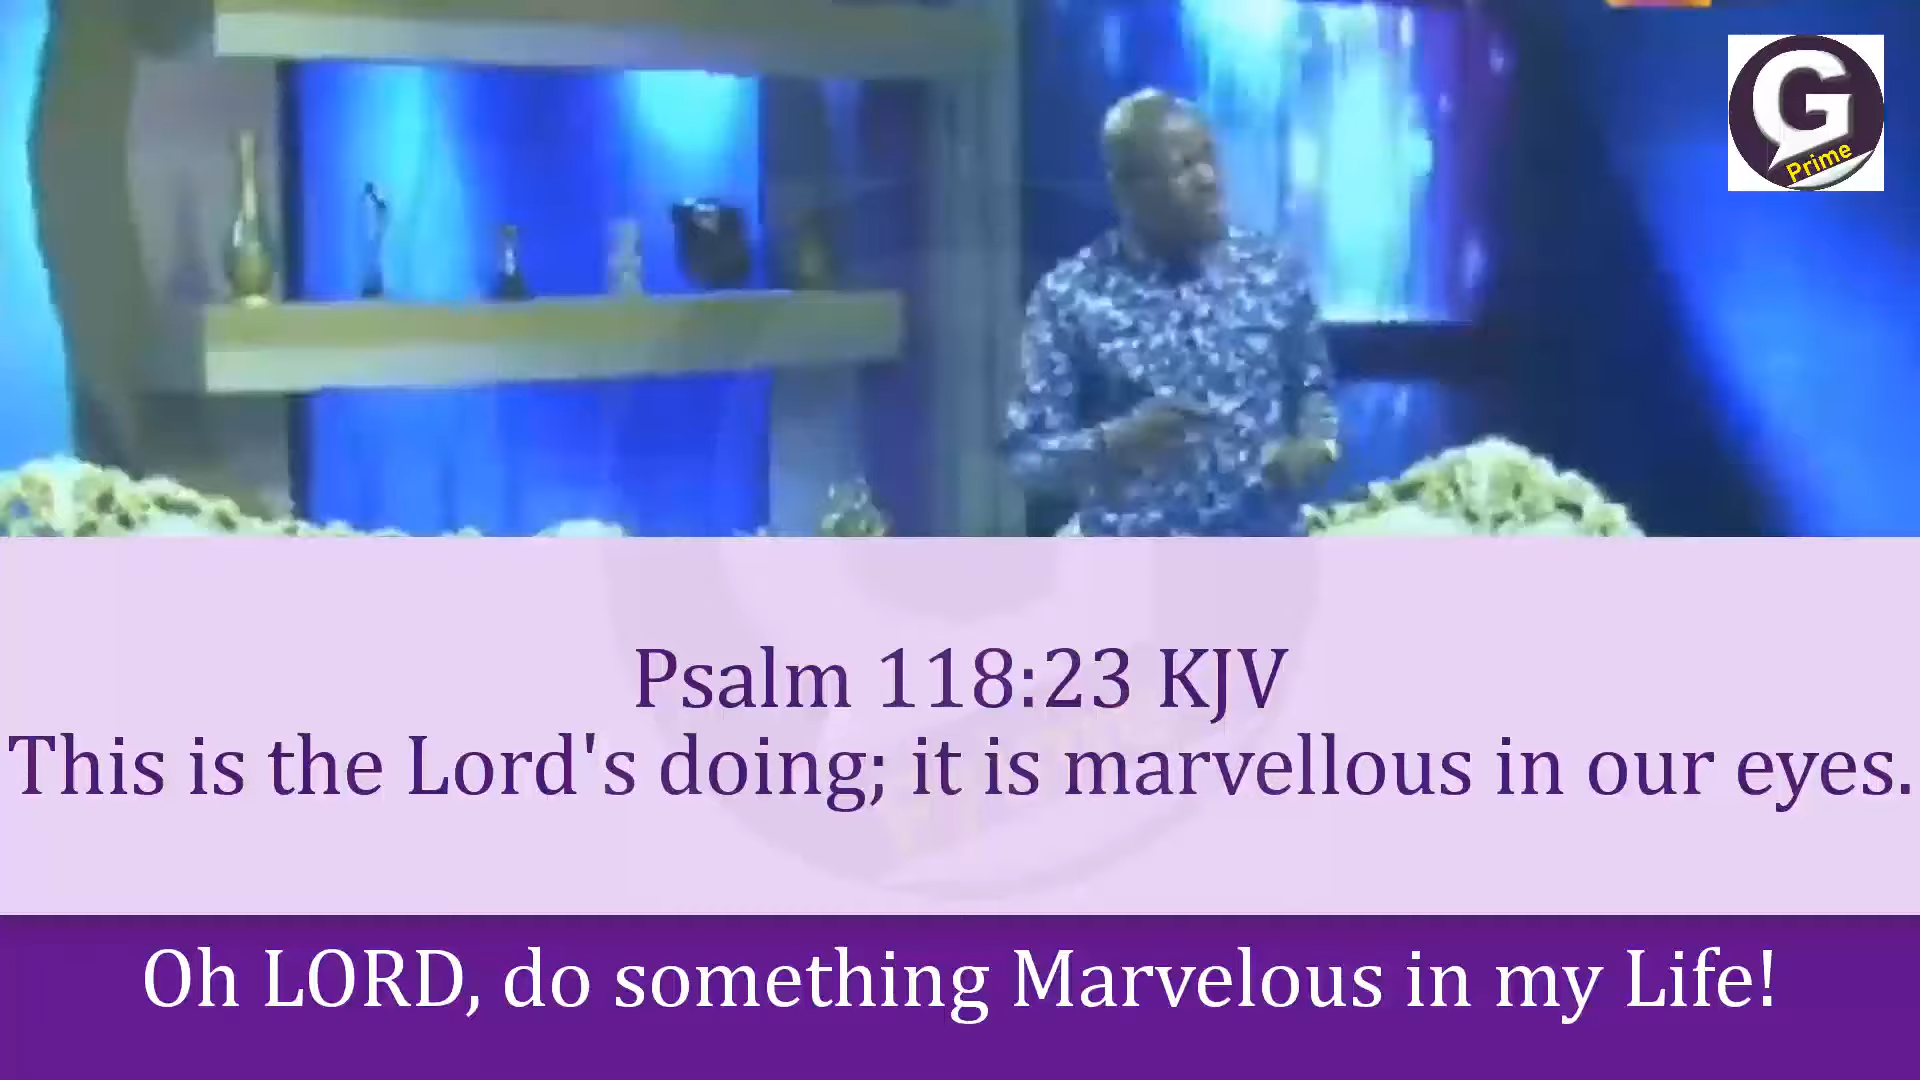 G
Prime
Psalm 118:23 KJV
This is the Lord's doing; it is marvellous in our eyes.
Oh LORD, do something Marvelous in my Life!